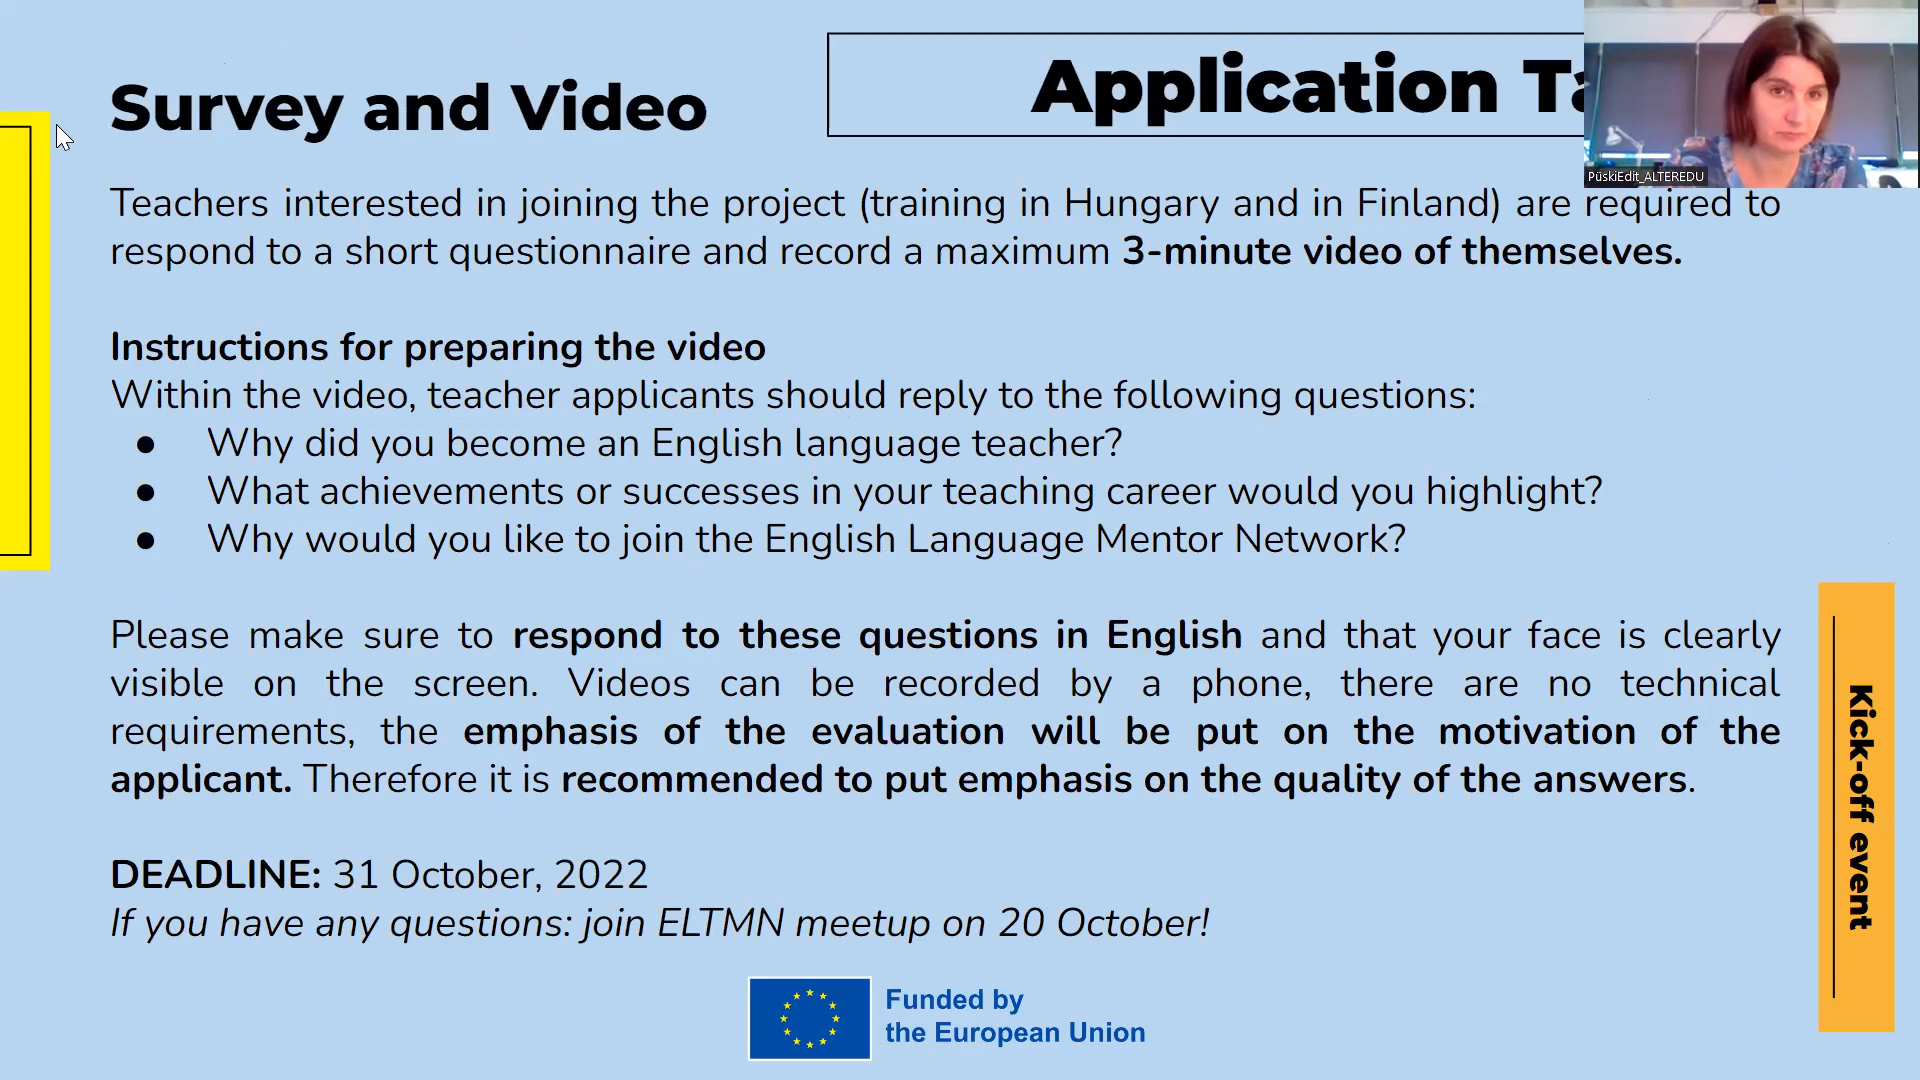 Survey and Video
Application
PüskiEdit_ALTEREDU
Teachers interested in joining the project (training in Hungary and in Finland) are required to
respond to a short questionnaire and record a maximum 3-minute video of themselves.
Instructions for preparing the video
Within the video, teacher applicants should reply to the following questions:
● Why did you become an English language teacher?
● What achievements or successes in your teaching career would you highlight?
● Why would you like to join the English Language Mentor Network?
Please make sure to respond to these questions in English and that your face is clearly
visible on the screen. Videos can be recorded by a phone, there are no technical
requirements, the emphasis of the evaluation will be put on the motivation of the
applicant. Therefore it is recommended to put emphasis on the quality of the answers.
DEADLINE: 31 October, 2022
If you have any questions: join ELTMN meetup on 20 October!
Kick-off event
Funded by
the European Union